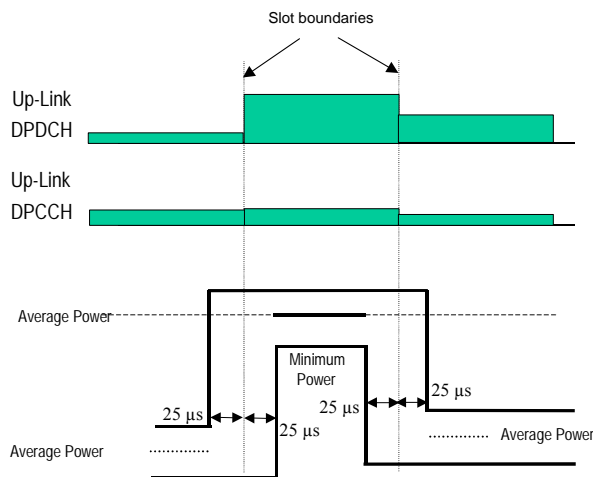 Slot boundaries
Up-Link
DPDCH
Up-Link
DPCCH
Average Power
Minimum
Power
25 µs
25 µs
25 µs
25 µs
Average Power
Average Power